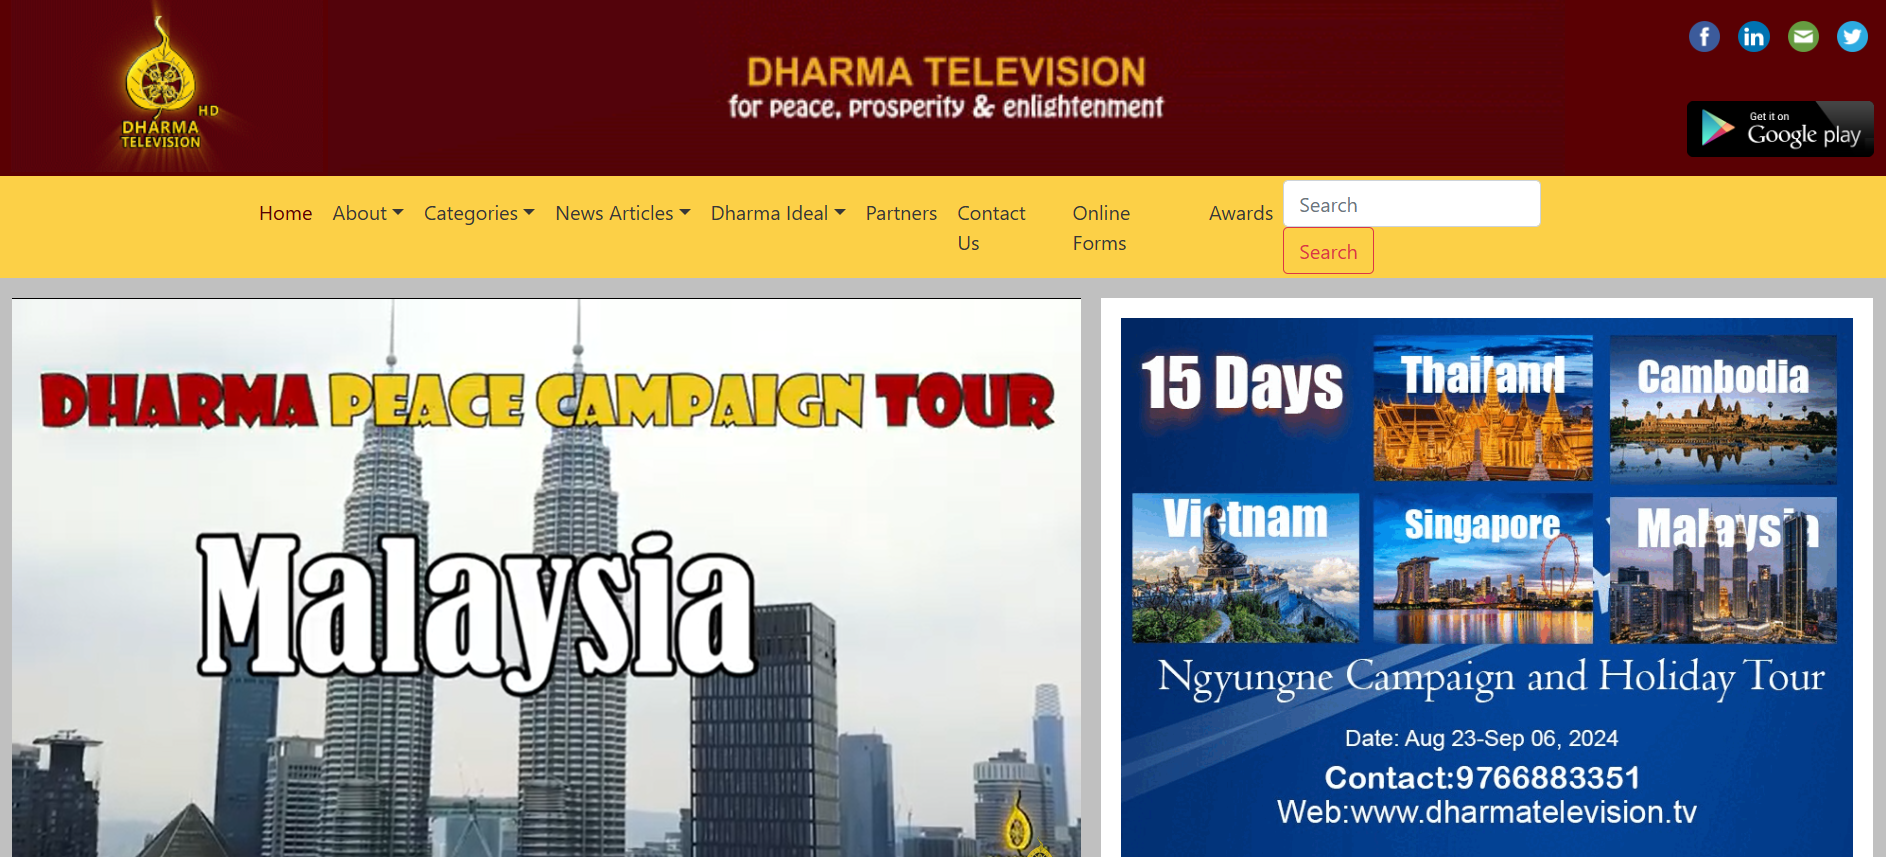 HD
DHARMA
TELEVISION
DHARMA TELEVISION
for peace, prosperity & enlightenment
Get it on
Google play
Home About Categories News Articles Dharma Ideal Partners Contact Us Online Forms Awards
Search
Search
DHARMA PEACE CAMPAIGN TOUR
Malaysia
15 Days
Thailand
Cambodia
Vietnam
Singapore
Malaysia
Ngyungne Campaign and Holiday Tour
Date: Aug 23-Sep 06, 2024
Contact:9766883351
Web:www.dharmatelevision.tv